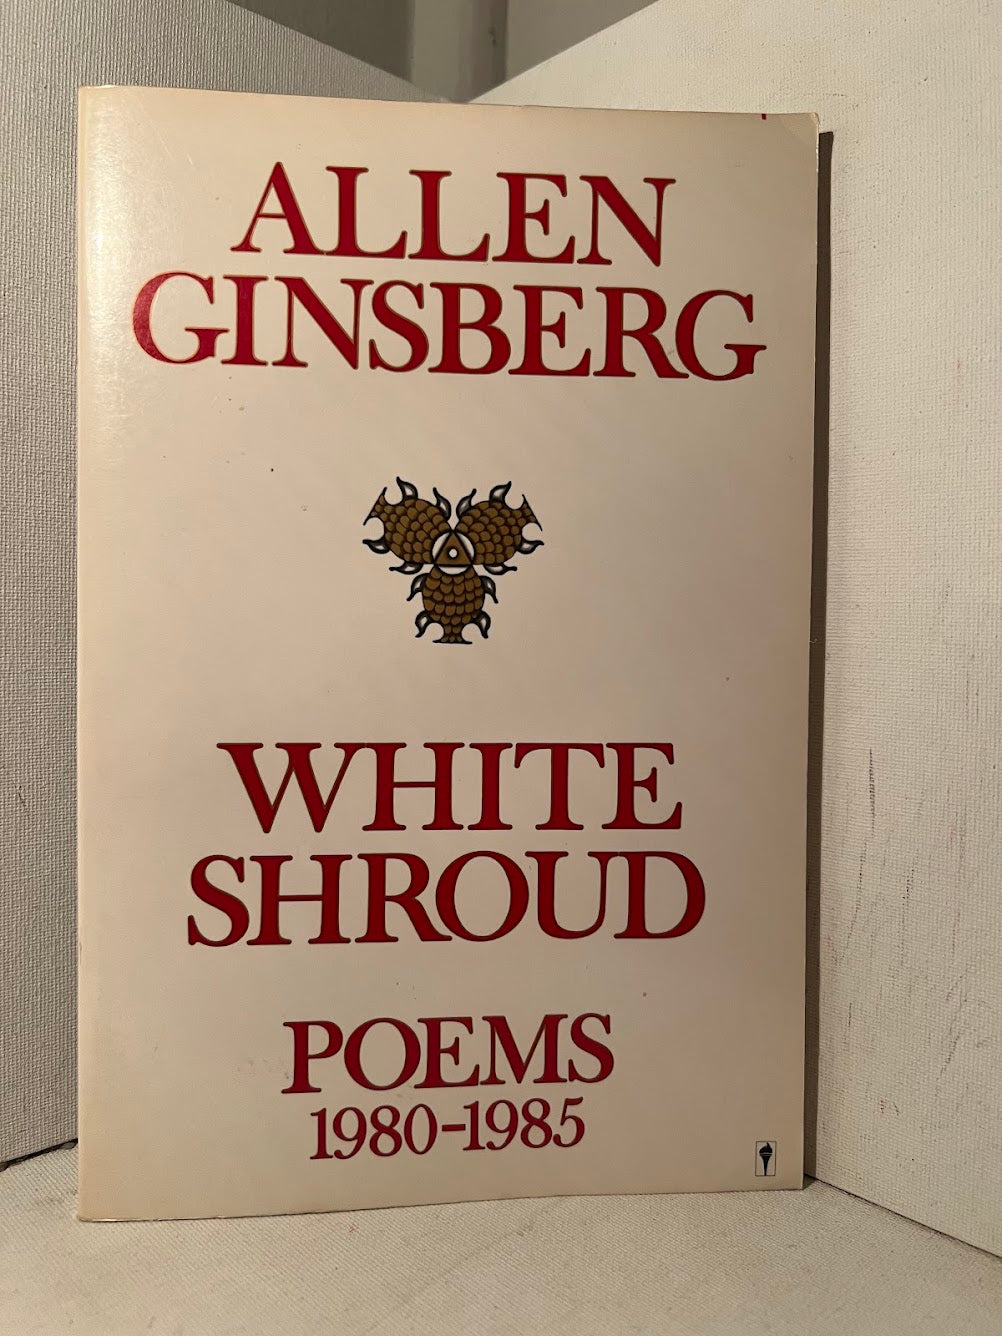 ALLEN
GINSBERG
WHITE
SHROUD
POEMS
1980-1985